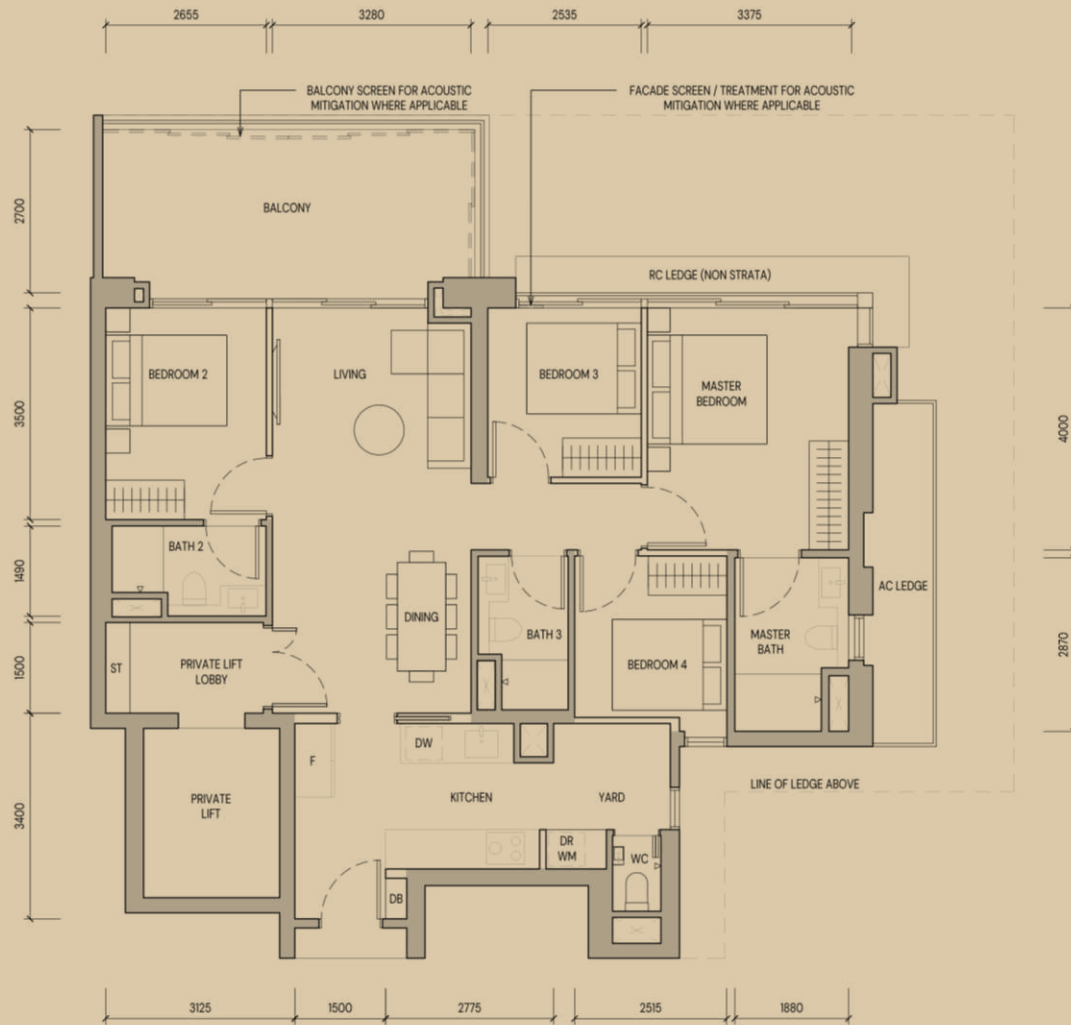 2655
3280
2535
3375
BALCONY SCREEN FOR ACOUSTIC
MITIGATION WHERE APPLICABLE
FACADE SCREEN / TREATMENT FOR ACOUSTIC
MITIGATION WHERE APPLICABLE
2700
BALCONY
RC LEDGE (NON STRATA)
3500
BEDROOM 2
LIVING
BEDROOM 3
MASTER
BEDROOM
4000
1490
BATH 2
AC LEDGE
DINING
BATH 3
MASTER
BATH
2870
1500
ST
PRIVATE LIFT
LOBBY
BEDROOM 4
DW
F
KITCHEN
YARD
LINE OF LEDGE ABOVE
3400
PRIVATE
LIFT
DR
WM
WC
DB
3125
1500
2775
2515
1880